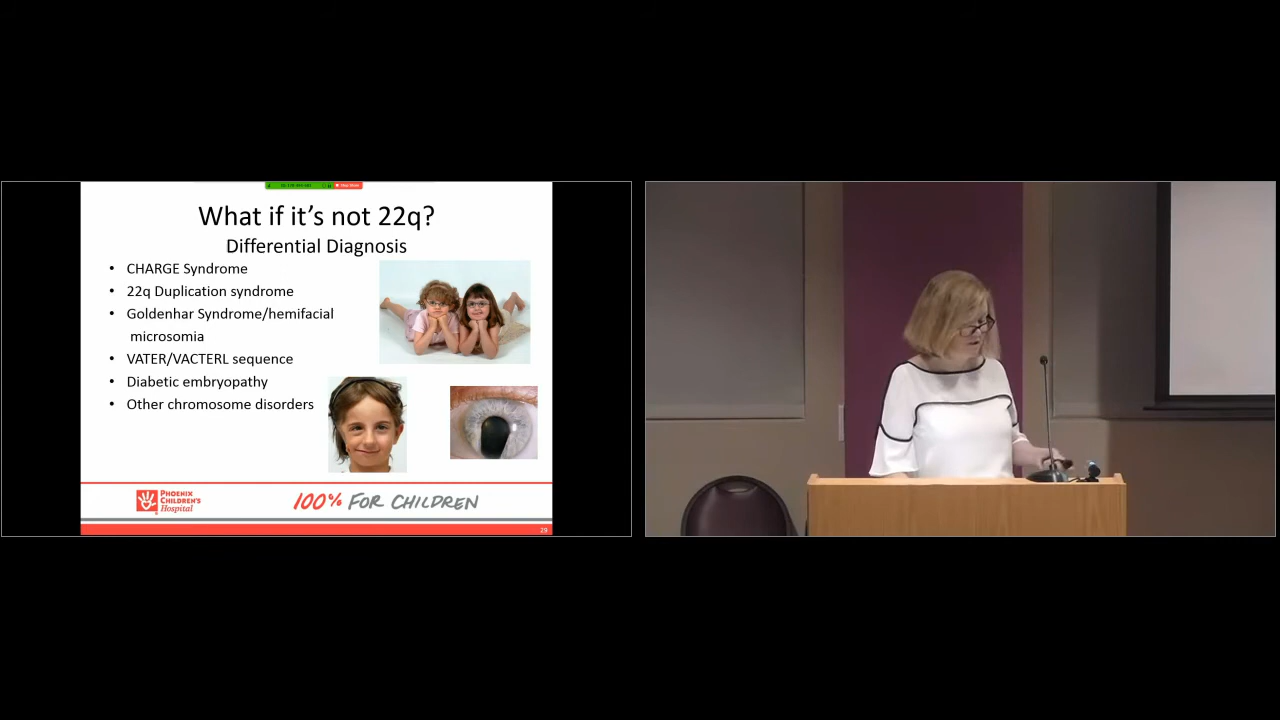 What if it's not 22q?
Differential Diagnosis
• CHARGE Syndrome
• 22q Duplication syndrome
• Goldenhar Syndrome/hemifacial
microsomia
• VATER/VACTERL sequence
• Diabetic embryopathy
• Other chromosome disorders
PHOENIX
CHILDREN'S
Hospital
100% FOR CHILDREN
29